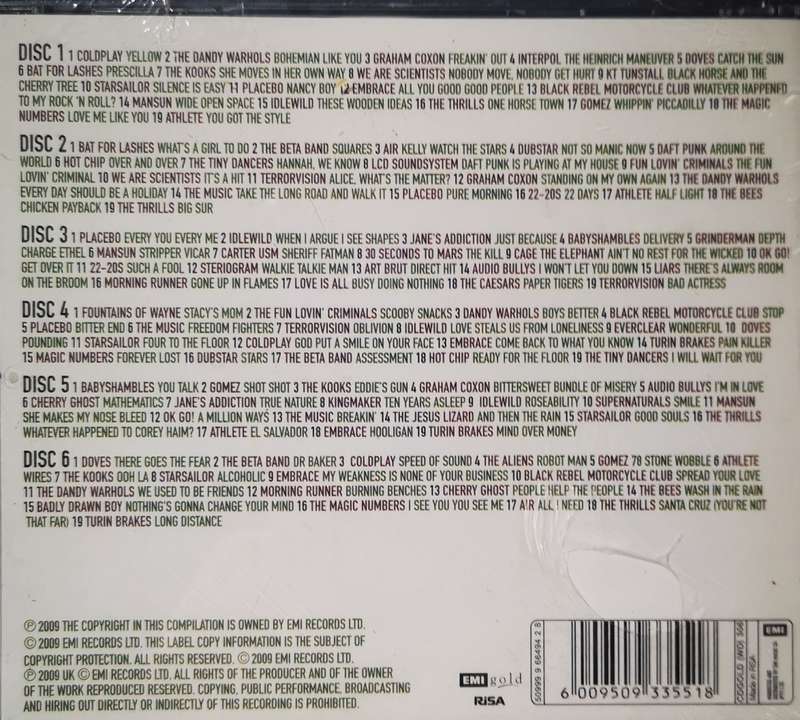 DISC 1 1 COLDPLAY YELLOW 2 THE DANDY WARHOLS BOHEMIAN LIKE YOU 3 GRAHAM COXON FREAKIN' OUT 4 INTERPOL THE HEINRICH MANEUVER 5 DOVES CATCH THE SUN
6 BAT FOR LASHES PRESCILLA 7 THE KOOKS SHE MOVES IN HER OWN WAY 8 WE ARE SCIENTISTS NOBODY MOVE, NOBODY GET HURT 9 KT TUNSTALL BLACK HORSE AND THE
CHERRY TREE 10 STARSAILOR SILENCE IS EASY 11 PLACEBO NANCY BOY 12 EMBRACE ALL YOU GOOD GOOD PEOPLE 13 BLACK REBEL MOTORCYCLE CLUB WHATEVER HAPPENED
TO MY ROCK 'N ROLL? 14 MANSUN WIDE OPEN SPACE 15 IDLEWILD THESE WOODEN IDEAS 16 THE THRILLS ONE HORSE TOWN 17 GOMEZ WHIPPIN' PICCADILLY 18 THE MAGIC
NUMBERS LOVE ME LIKE YOU 19 ATHLETE YOU GOT THE STYLE
DISC 2 1 BAT FOR LASHES WHAT'S A GIRL TO DO 2 THE BETA BAND SQUARES 3 AIR KELLY WATCH THE STARS 4 DUBSTAR NOT SO MANIC NOW 5 DAFT PUNK AROUND THE
WORLD 6 HOT CHIP OVER AND OVER 7 THE TINY DANCERS HANNAH, WE KNOW 8 LCD SOUNDSYSTEM DAFT PUNK IS PLAYING AT MY HOUSE 9 FUN LOVIN' CRIMINALS THE FUN
LOVIN' CRIMINAL 10 WE ARE SCIENTISTS IT'S A HIT 11 TERRORVISION ALICE, WHAT'S THE MATTER? 12 GRAHAM COXON STANDING ON MY OWN AGAIN 13 THE DANDY WARHOLS
EVERY DAY SHOULD BE A HOLIDAY 14 THE MUSIC TAKE THE LONG ROAD AND WALK IT 15 PLACEBO PURE MORNING 16 22-20S 22 DAYS 17 ATHLETE HALF LIGHT 18 THE BEES
CHICKEN PAYBACK 19 THE THRILLS BIG SUR
DISC 3 1 PLACEBO EVERY YOU EVERY ME 2 IDLEWILD WHEN I ARGUE I SEE SHAPES 3 JANE'S ADDICTION JUST BECAUSE 4 BABYSHAMBLES DELIVERY 5 GRINDERMAN DEPTH
CHARGE ETHEL 6 MANSUN STRIPPER VICAR 7 CARTER USM SHERIFF FATMAN 8 30 SECONDS TO MARS THE KILL 9 CAGE THE ELEPHANT AIN'T NO REST FOR THE WICKED 10 OK GO!
GET OVER IT 11 22-20S SUCH A FOOL 12 STERIOGRAM WALKIE TALKIE MAN 13 ART BRUT DIRECT HIT 14 AUDIO BULLYS I WON'T LET YOU DOWN 15 LIARS THERE'S ALWAYS ROOM
ON THE BROOM 16 MORNING RUNNER GONE UP IN FLAMES 17 LOVE IS ALL BUSY DOING NOTHING 18 THE CAESARS PAPER TIGERS 19 TERRORVISION BAD ACTRESS
DISC 4 1 FOUNTAINS OF WAYNE STACY'S MOM 2 THE FUN LOVIN' CRIMINALS SCOOBY SNACKS 3 DANDY WARHOLS BOYS BETTER 4 BLACK REBEL MOTORCYCLE CLUB STOP
5 PLACEBO BITTER END 6 THE MUSIC FREEDOM FIGHTERS 7 TERRORVISION OBLIVION 8 IDLEWILD LOVE STEALS US FROM LONELINESS 9 EVERCLEAR WONDERFUL 10 DOVES
POUNDING 11 STARSAILOR FOUR TO THE FLOOR 12 COLDPLAY GOD PUT A SMILE ON YOUR FACE 13 EMBRACE COME BACK TO WHAT YOU KNOW 14 TURIN BRAKES PAIN KILLER
15 MAGIC NUMBERS FOREVER LOST 16 DUBSTAR STARS 17 THE BETA BAND ASSESSMENT 18 HOT CHIP READY FOR THE FLOOR 19 THE TINY DANCERS I WILL WAIT FOR YOU
DISC 5 1 BABYSHAMBLES YOU TALK 2 GOMEZ SHOT SHOT 3 THE KOOKS EDDIE'S GUN 4 GRAHAM COXON BITTERSWEET BUNDLE OF MISERY 5 AUDIO BULLYS I'M IN LOVE
6 CHERRY GHOST MATHEMATICS 7 JANE'S ADDICTION TRUE NATURE 8 KINGMAKER TEN YEARS ASLEEP 9 IDLEWILD ROSEABILITY 10 SUPERNATURALS SMILE 11 MANSUN
SHE MAKES MY NOSE BLEED 12 OK GO! A MILLION WAYS 13 THE MUSIC BREAKIN' 14 THE JESUS LIZARD AND THEN THE RAIN 15 STARSAILOR GOOD SOULS 16 THE THRILLS
WHATEVER HAPPENED TO COREY HAIM? 17 ATHLETE EL SALVADOR 18 EMBRACE HOOLIGAN 19 TURIN BRAKES MIND OVER MONEY
DISC 6 1 DOVES THERE GOES THE FEAR 2 THE BETA BAND DR BAKER 3 COLDPLAY SPEED OF SOUND 4 THE ALIENS ROBOT MAN 5 GOMEZ 78 STONE WOBBLE 6 ATHLETE
WIRES 7 THE KOOKS OOH LA 8 STARSAILOR ALCOHOLIC 9 EMBRACE MY WEAKNESS IS NONE OF YOUR BUSINESS 10 BLACK REBEL MOTORCYCLE CLUB SPREAD YOUR LOVE
11 THE DANDY WARHOLS WE USED TO BE FRIENDS 12 MORNING RUNNER BURNING BENCHES 13 CHERRY GHOST PEOPLE HELP THE PEOPLE 14 THE BEES WASH IN THE RAIN
15 BADLY DRAWN BOY NOTHING'S GONNA CHANGE YOUR MIND 16 THE MAGIC NUMBERS I SEE YOU YOU SEE ME 17 AIR ALL I NEED 18 THE THRILLS SANTA CRUZ (YOU'RE NOT
THAT FAR) 19 TURIN BRAKES LONG DISTANCE
℗ 2009 THE COPYRIGHT IN THIS COMPILATION IS OWNED BY EMI RECORDS LTD.
© 2009 EMI RECORDS LTD. THIS LABEL COPY INFORMATION IS THE SUBJECT OF
COPYRIGHT PROTECTION. ALL RIGHTS RESERVED. © 2009 EMI RECORDS LTD.
℗ 2009 UK © EMI RECORDS LTD. ALL RIGHTS OF THE PRODUCER AND OF THE OWNER
OF THE WORK REPRODUCED RESERVED. COPYING, PUBLIC PERFORMANCE, BROADCASTING
AND HIRING OUT DIRECTLY OR INDIRECTLY OF THIS RECORDING IS PROHIBITED.
EMI gold
RiSA
50999 9 66494 2 8
6 009509 335518
Made in RSA
EMI